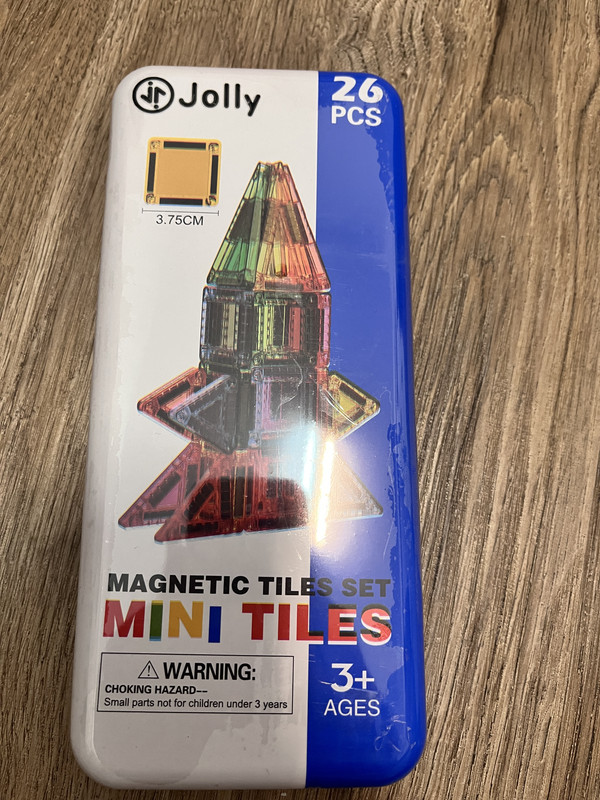 Jolly
26
PCS
3.75CM
MAGNETIC TILES SET
MINI TILES
WARNING:
CHOKING HAZARD––
Small parts not for children under 3 years
3+
AGES